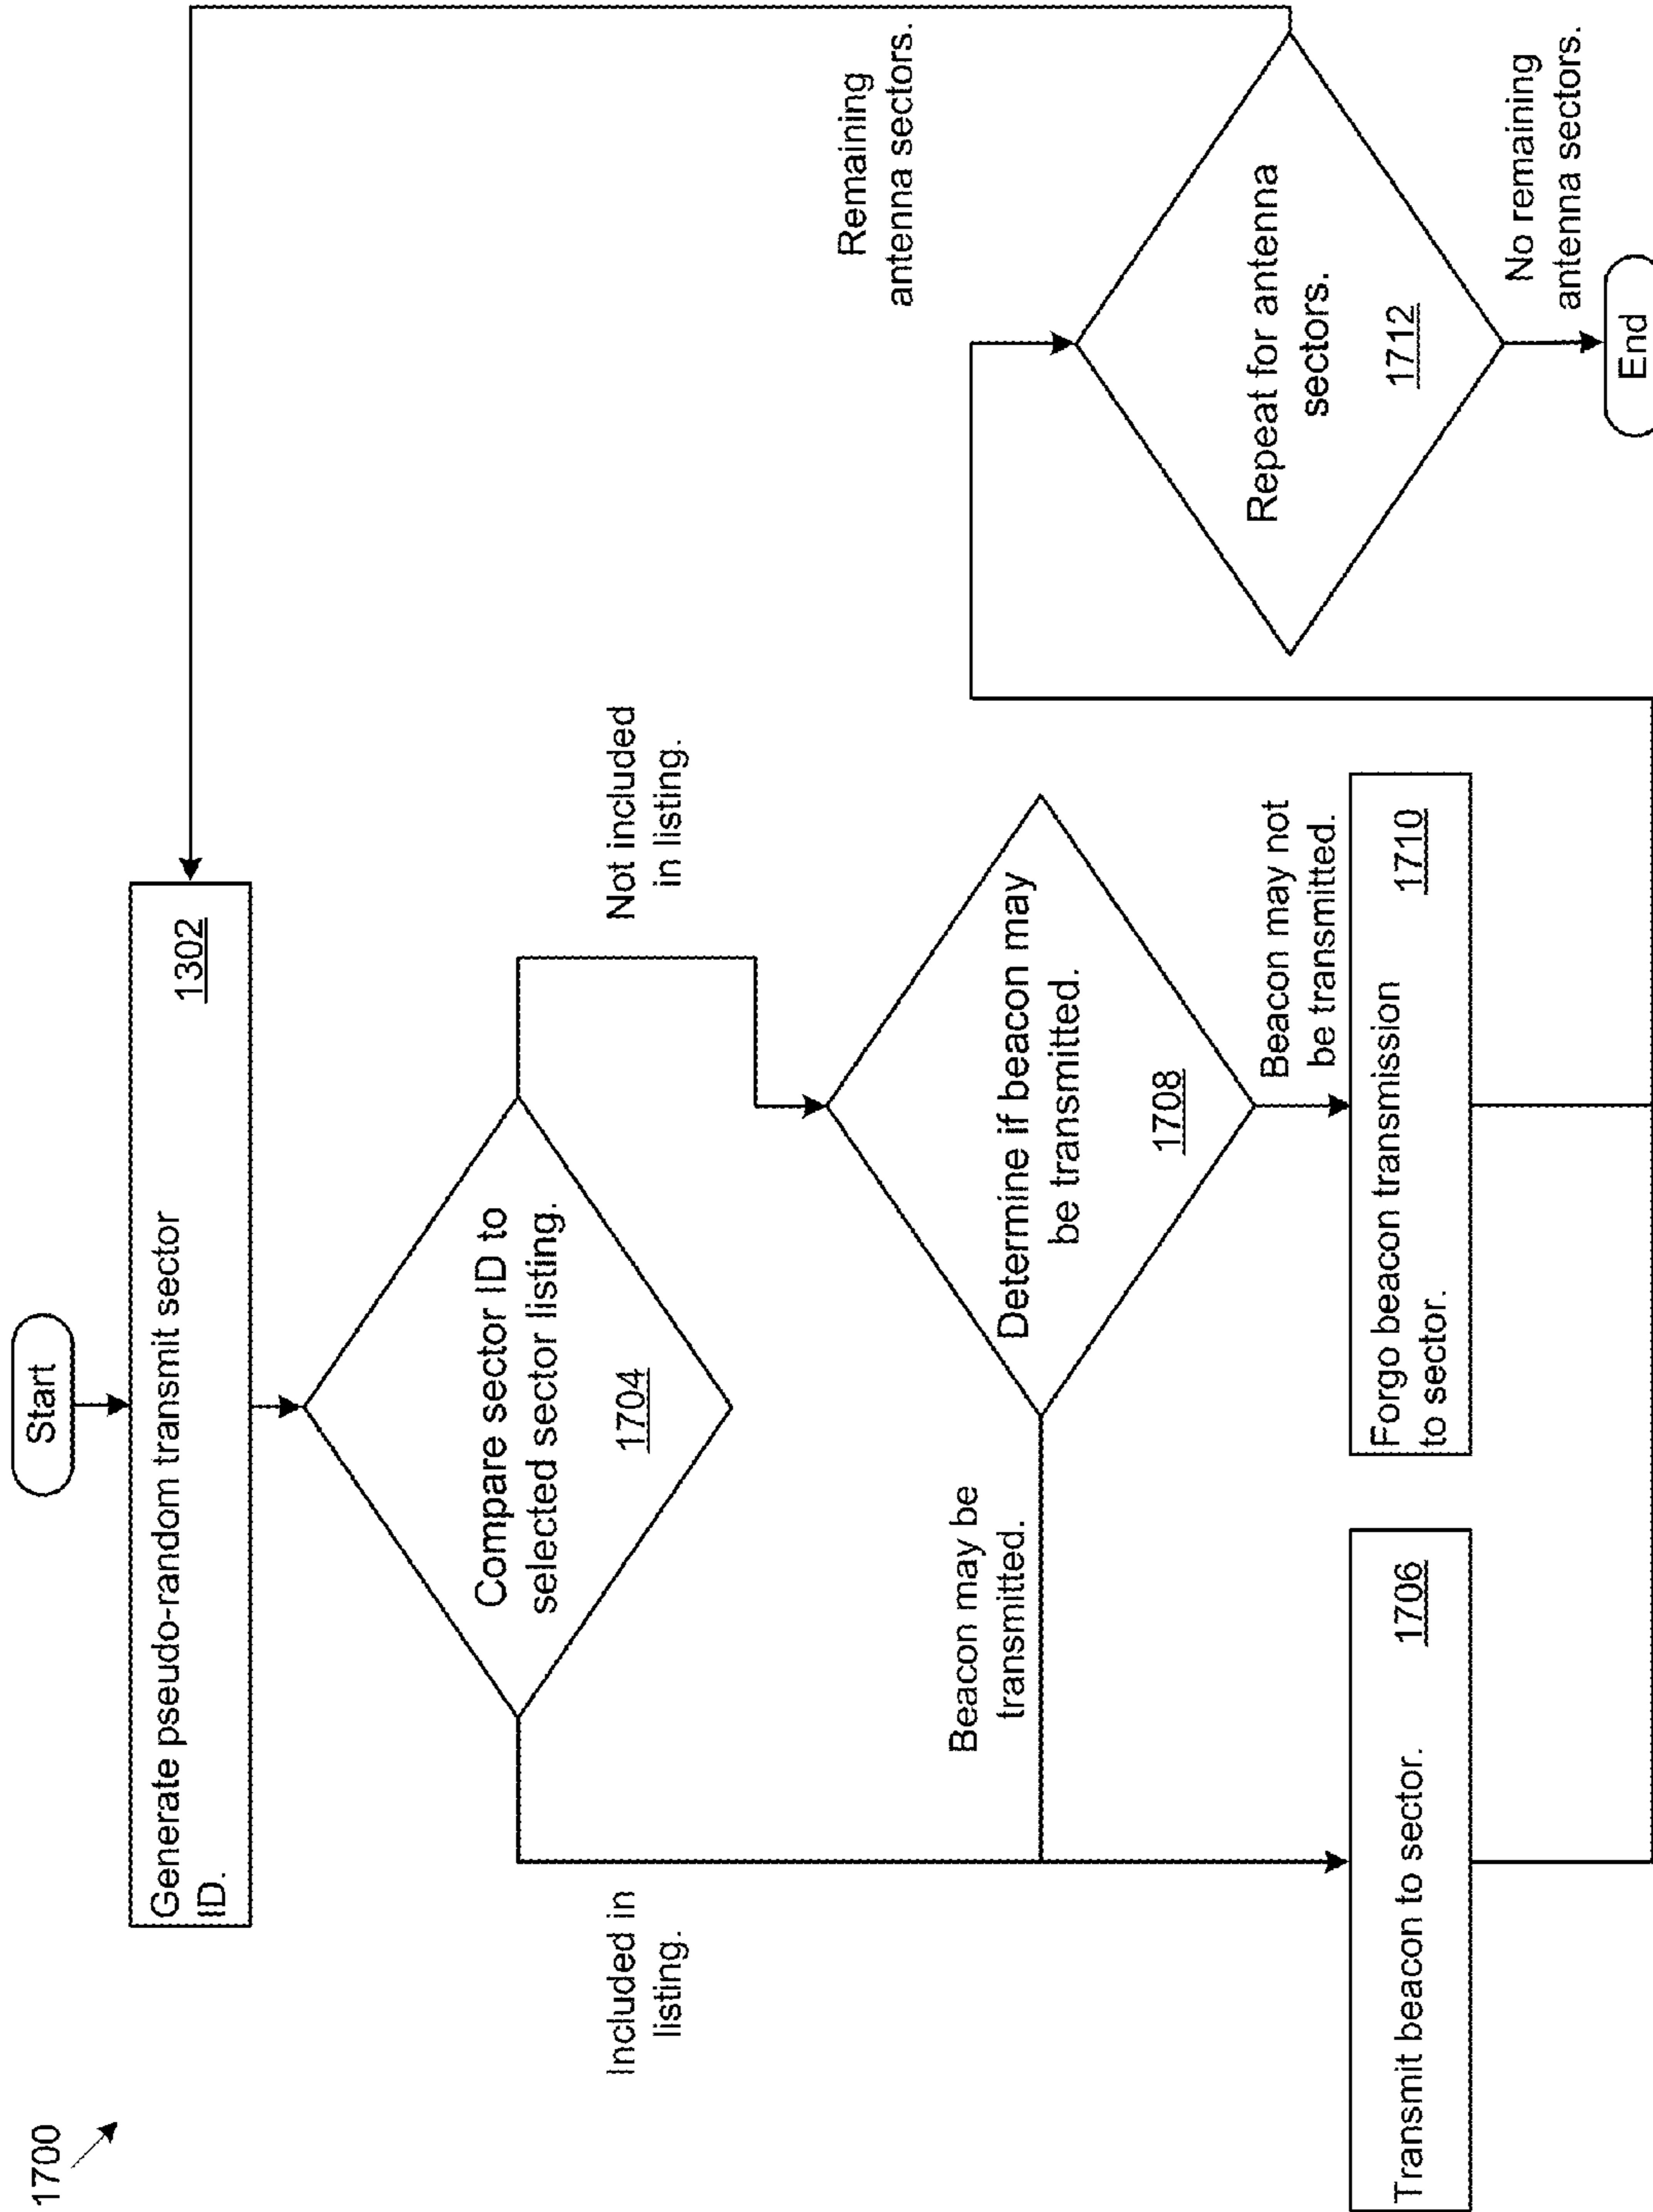 1700
Start
Generate pseudo-random transmit sector
ID.
1302
Compare sector ID to
selected sector listing.
1704
Included in
listing.
Not included
in listing.
Determine if beacon may
be transmitted.
1708
Beacon may be
transmitted.
Beacon may not
be transmitted.
Transmit beacon to sector.
1706
Forgo beacon transmission
to sector.
1710
Remaining
antenna sectors.
Repeat for antenna
sectors.
1712
No remaining
antenna sectors.
End